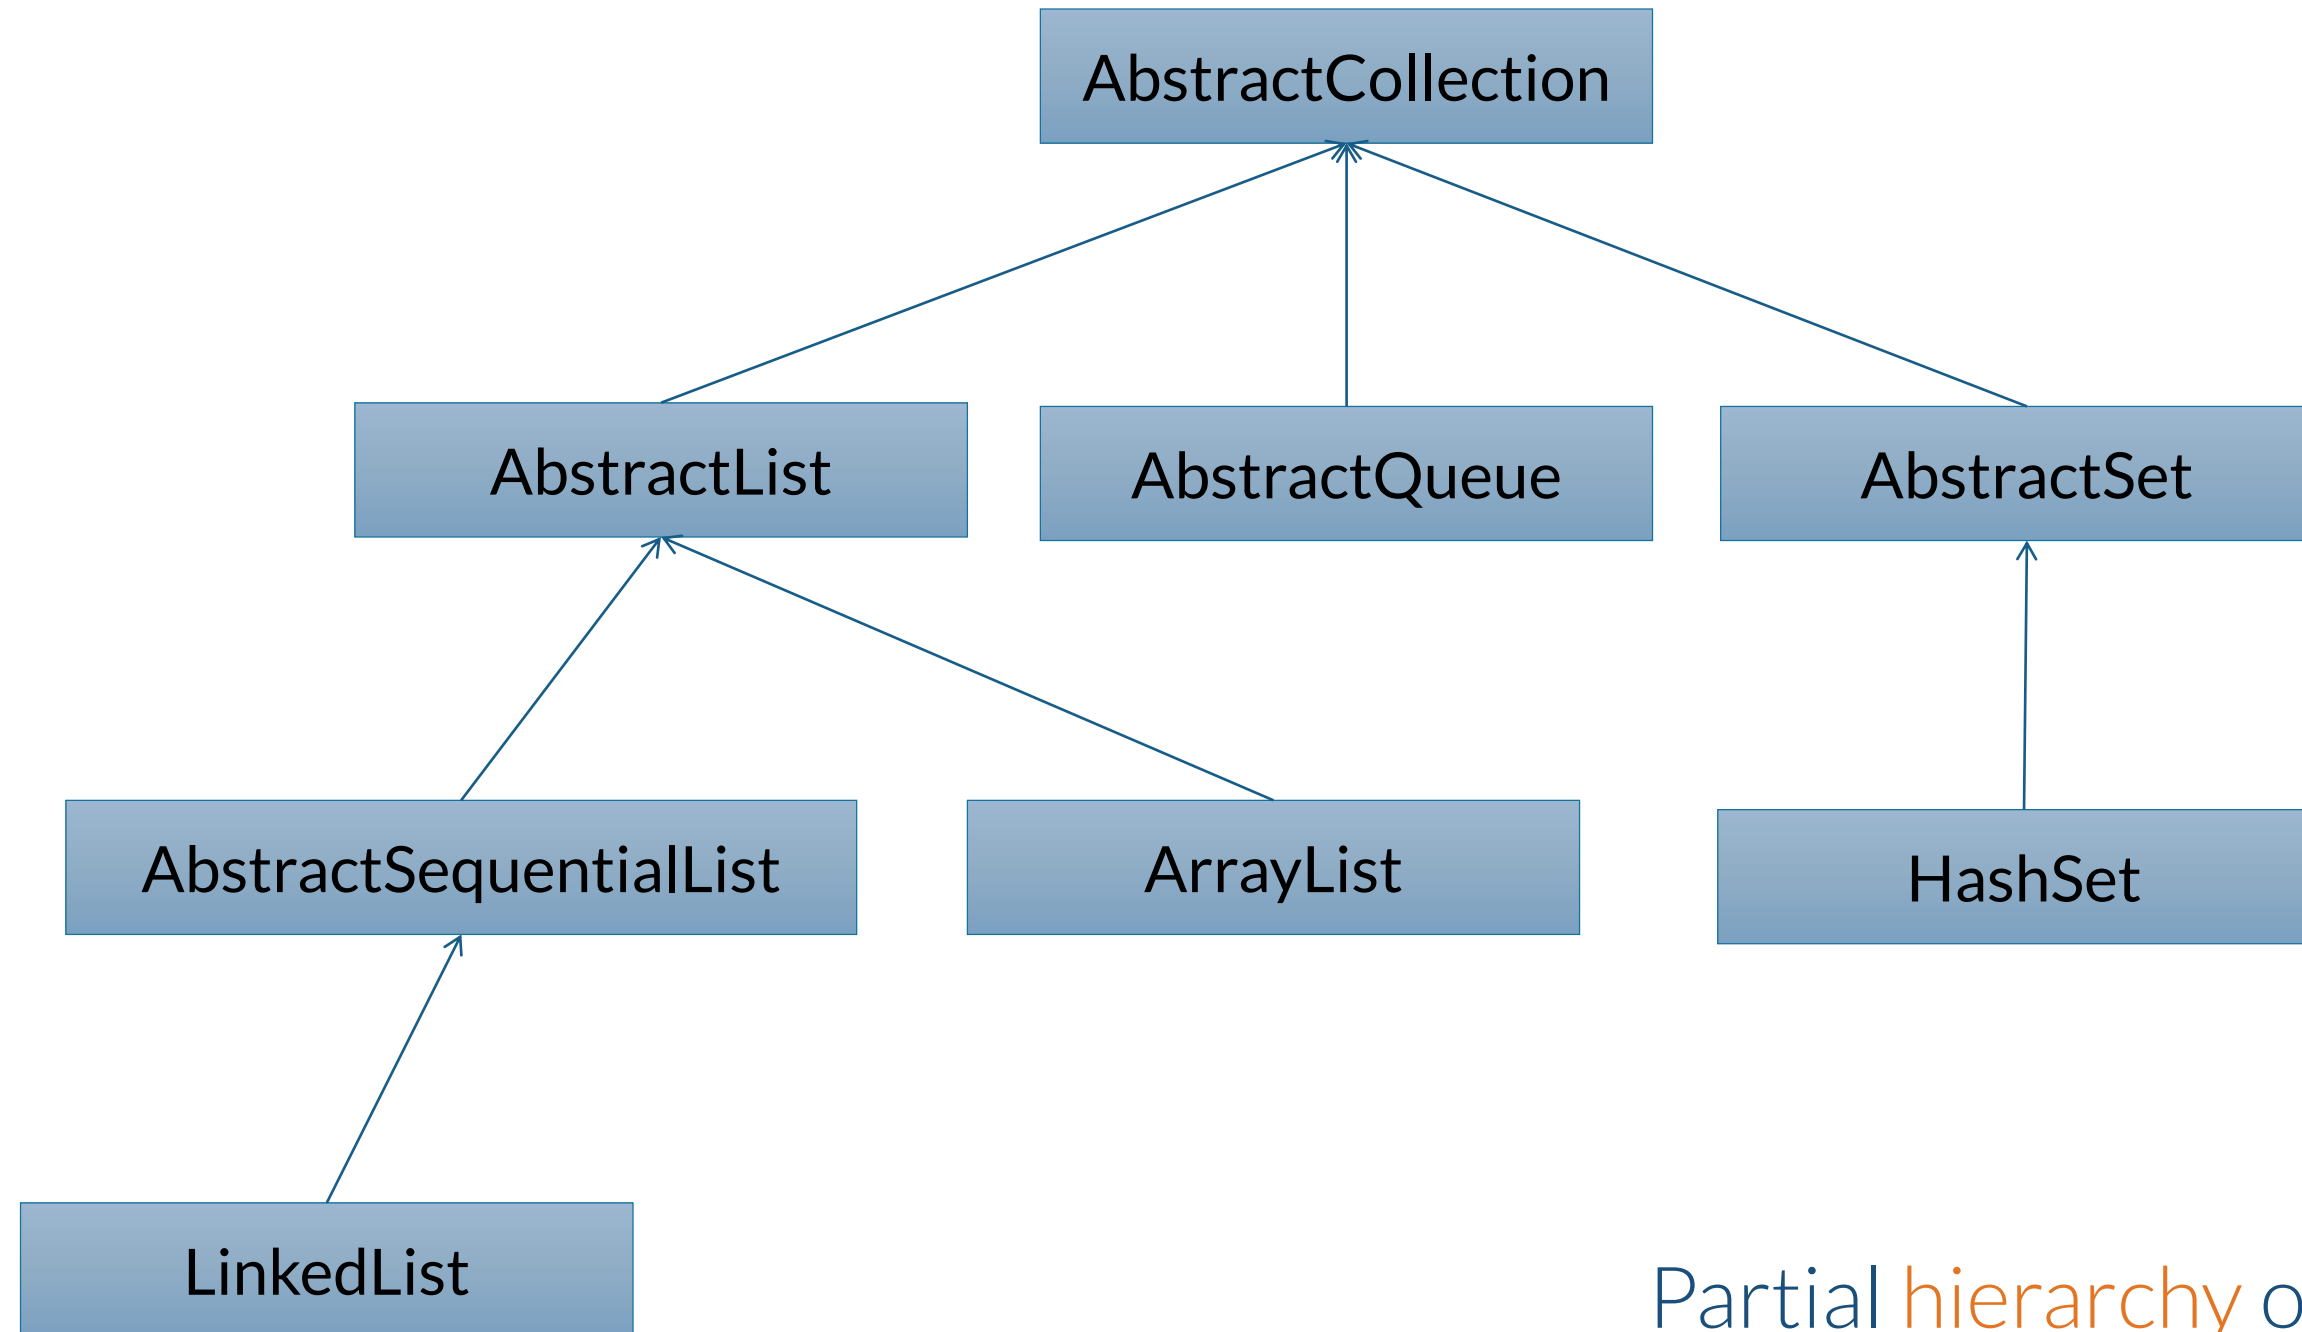 AbstractCollection
AbstractList
AbstractQueue
AbstractSet
AbstractSequentialList
ArrayList
HashSet
LinkedList
Partial hierarchy o